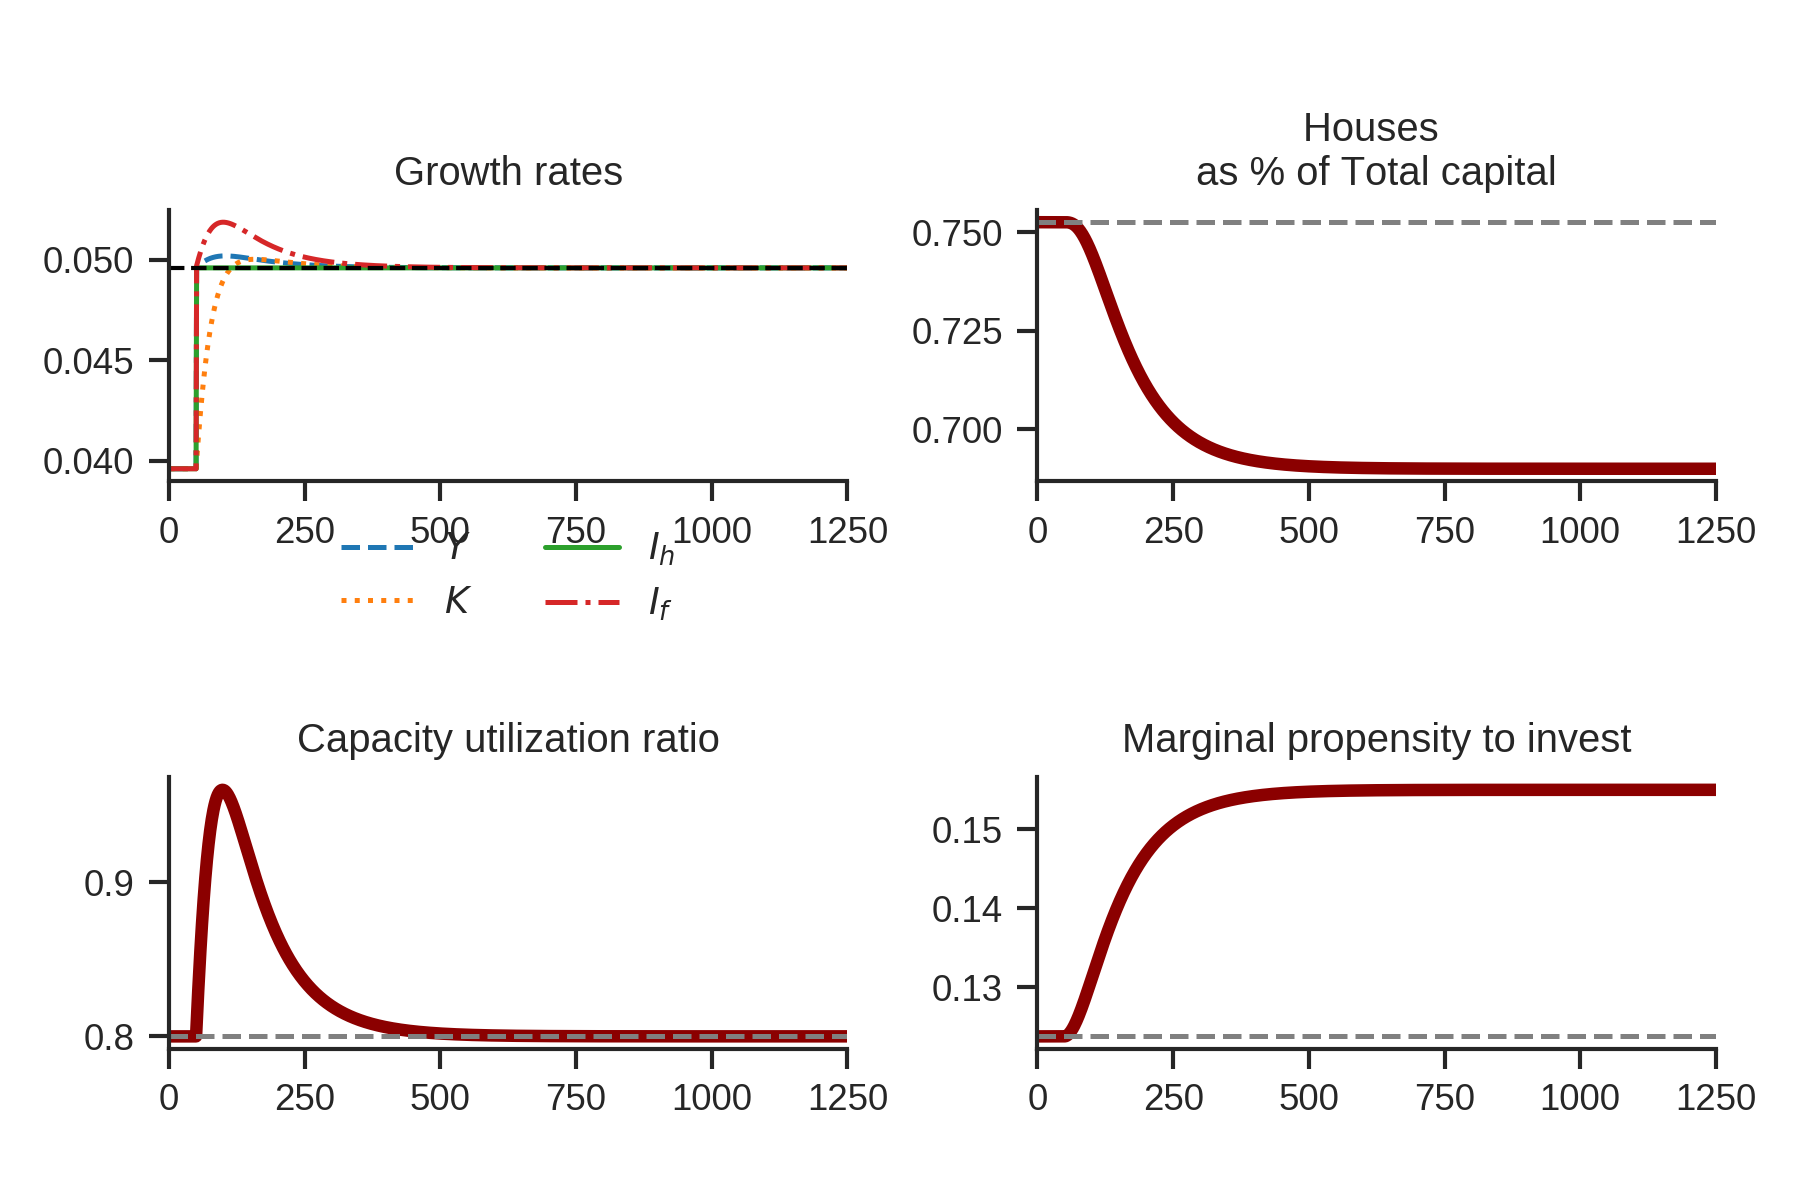 Growth rates
0.050
0.045
0.040
0 250 500 750 1000 1250
Y I_h
K I_f
Houses
as % of Total capital
0.750
0.725
0.700
0 250 500 750 1000 1250
Capacity utilization ratio
0.9
0.8
0 250 500 750 1000 1250
Marginal propensity to invest
0.15
0.14
0.13
0 250 500 750 1000 1250